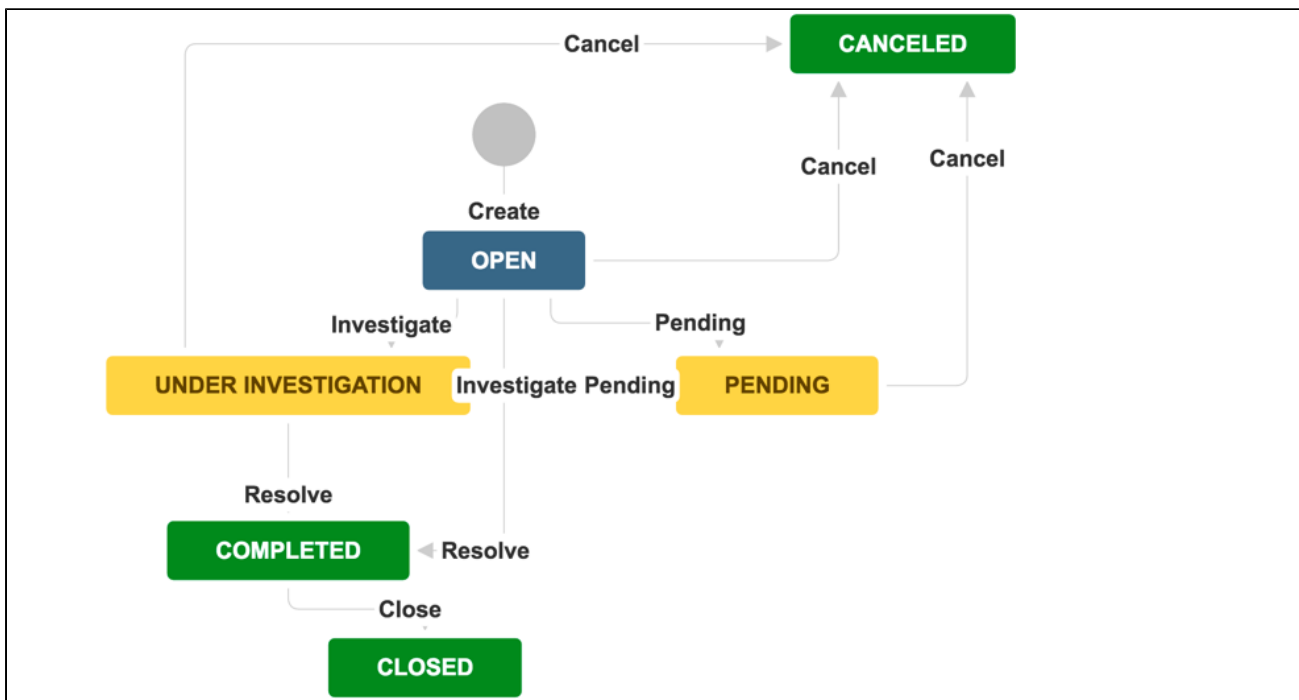 Cancel
CANCELED
Cancel
Cancel
Create
OPEN
Investigate
Pending
UNDER INVESTIGATION
Investigate Pending
PENDING
Resolve
COMPLETED
Resolve
Close
CLOSED